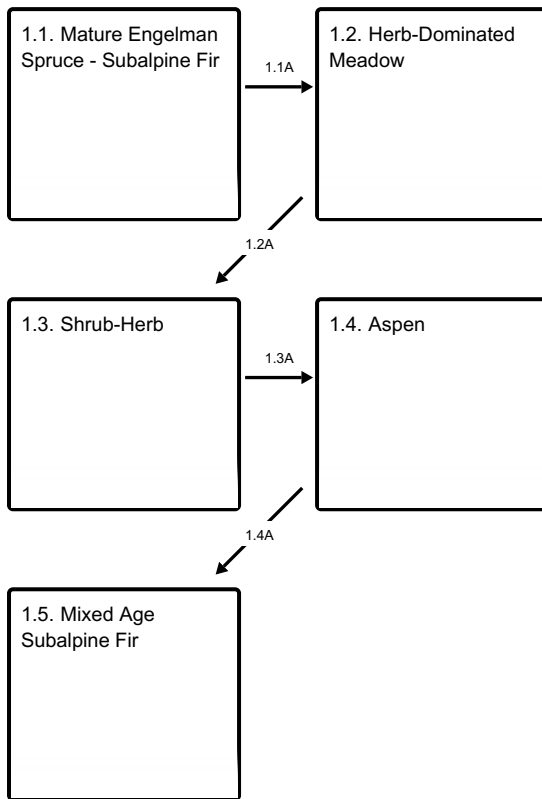 1.1. Mature Engelman
Spruce - Subalpine Fir
1.1A
1.2. Herb-Dominated
Meadow
1.2A
1.3. Shrub-Herb
1.3A
1.4. Aspen
1.4A
1.5. Mixed Age
Subalpine Fir